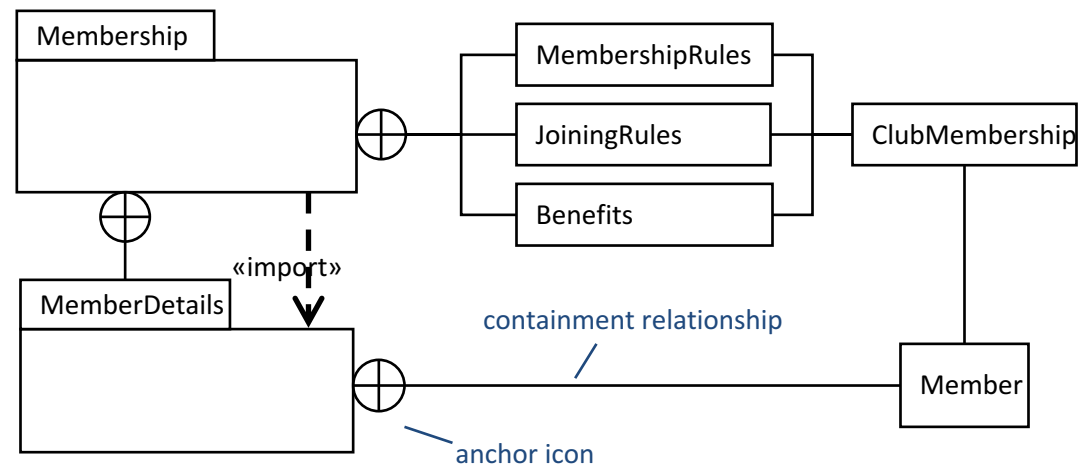 Membership
MembershipRules
JoiningRules
ClubMembership
Benefits
«import»
MemberDetails
containment relationship
Member
anchor icon